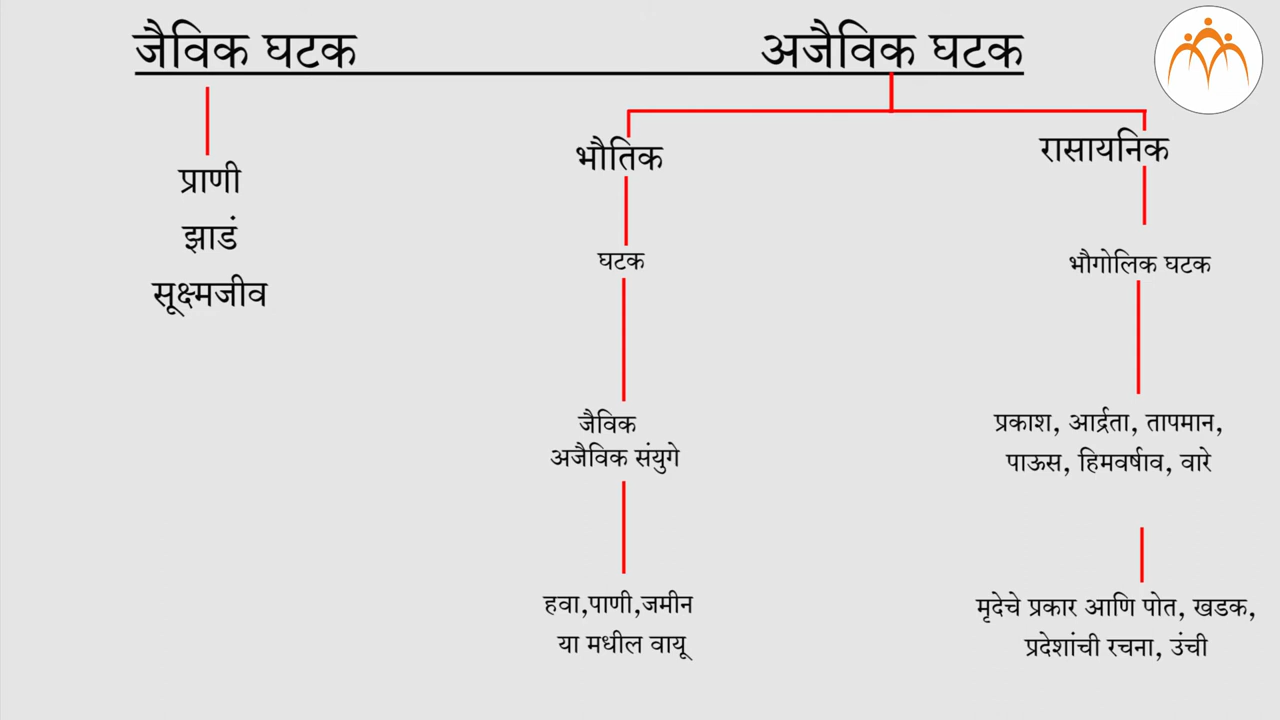 जैविक घटक
अजैविक घटक
प्राणी
झाडं
सूक्ष्मजीव
भौतिक
घटक
जैविक
अजैविक संयुगे
हवा,पाणी,जमीन
या मधील वायू
रासायनिक
भौगोलिक घटक
प्रकाश, आर्द्रता, तापमान,
पाऊस, हिमवर्षाव, वारे
मृदेचे प्रकार आणि पोत, खडक,
प्रदेशांची रचना, उंची